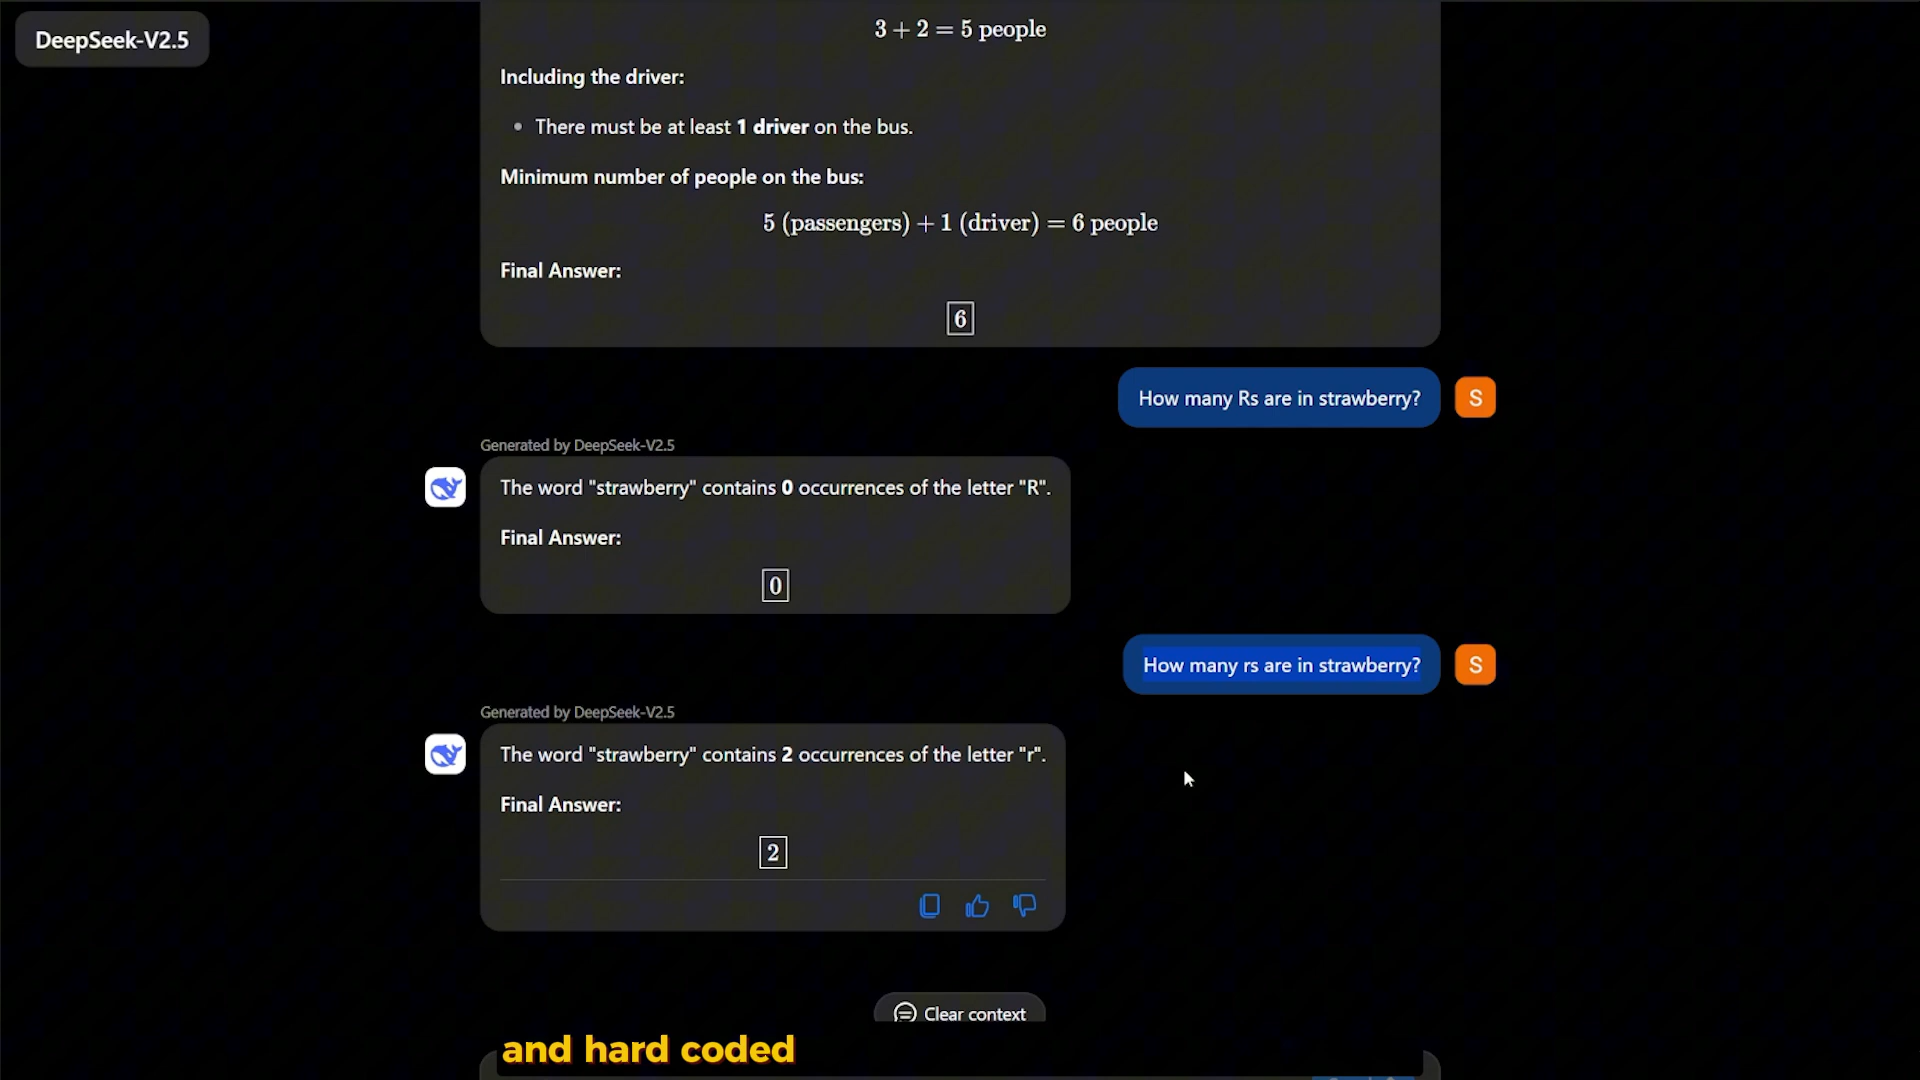 DeepSeek-V2.5
3 + 2 = 5 people
Including the driver:
• There must be at least 1 driver on the bus.
Minimum number of people on the bus:
5 (passengers) + 1 (driver) = 6 people
Final Answer:
6
How many Rs are in strawberry?
S
Generated by DeepSeek-V2.5
The word "strawberry" contains 0 occurrences of the letter "R".
Final Answer:
0
How many rs are in strawberry?
S
Generated by DeepSeek-V2.5
The word "strawberry" contains 2 occurrences of the letter "r".
Final Answer:
2
Clear context
and hard coded